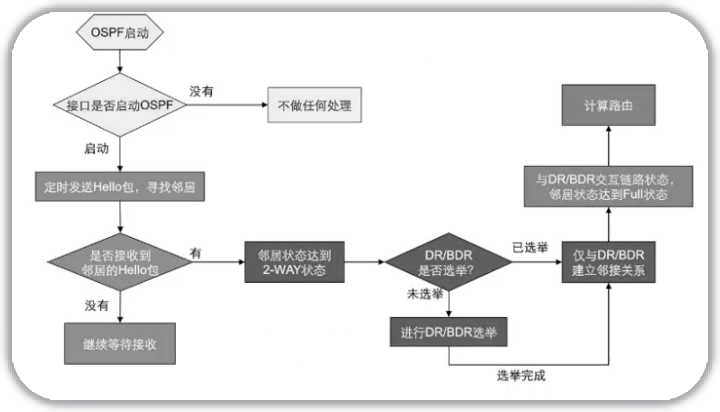 OSPF启动
接口是否启动OSPF
没有
不做任何处理
启动
定时发送Hello包，寻找邻居
是否接收到
邻居的Hello包
有
没有
继续等待接收
邻居状态达到
2-WAY状态
DR/BDR
是否选举?
已选举
未选举
进行DR/BDR选举
选举完成
仅与DR/BDR
建立邻接关系
与DR/BDR交互链路状态，
邻居状态达到Full状态
计算路由